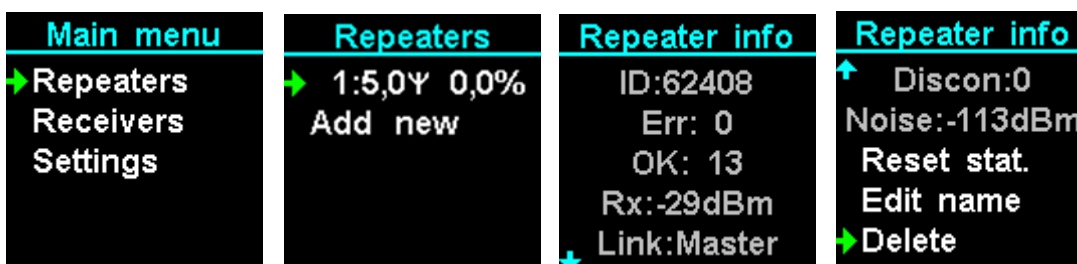 Main menu
Repeaters
Receivers
Settings
Repeaters
1:5,0Ψ 0,0%
Add new
Repeater info
ID:62408
Err: 0
OK: 13
Rx:-29dBm
Link:Master
Repeater info
Discon:0
Noise:-113dBm
Reset stat.
Edit name
Delete